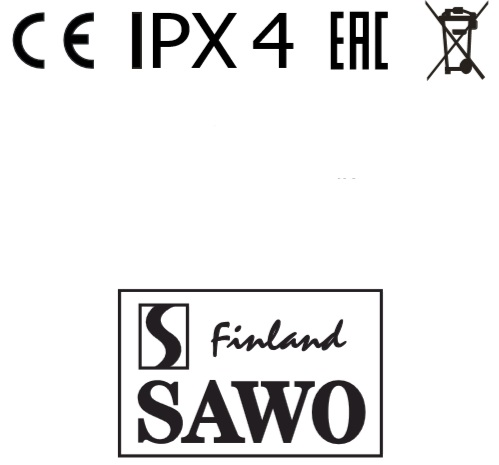 CE IPX4 EAC
S Finland
SAWO